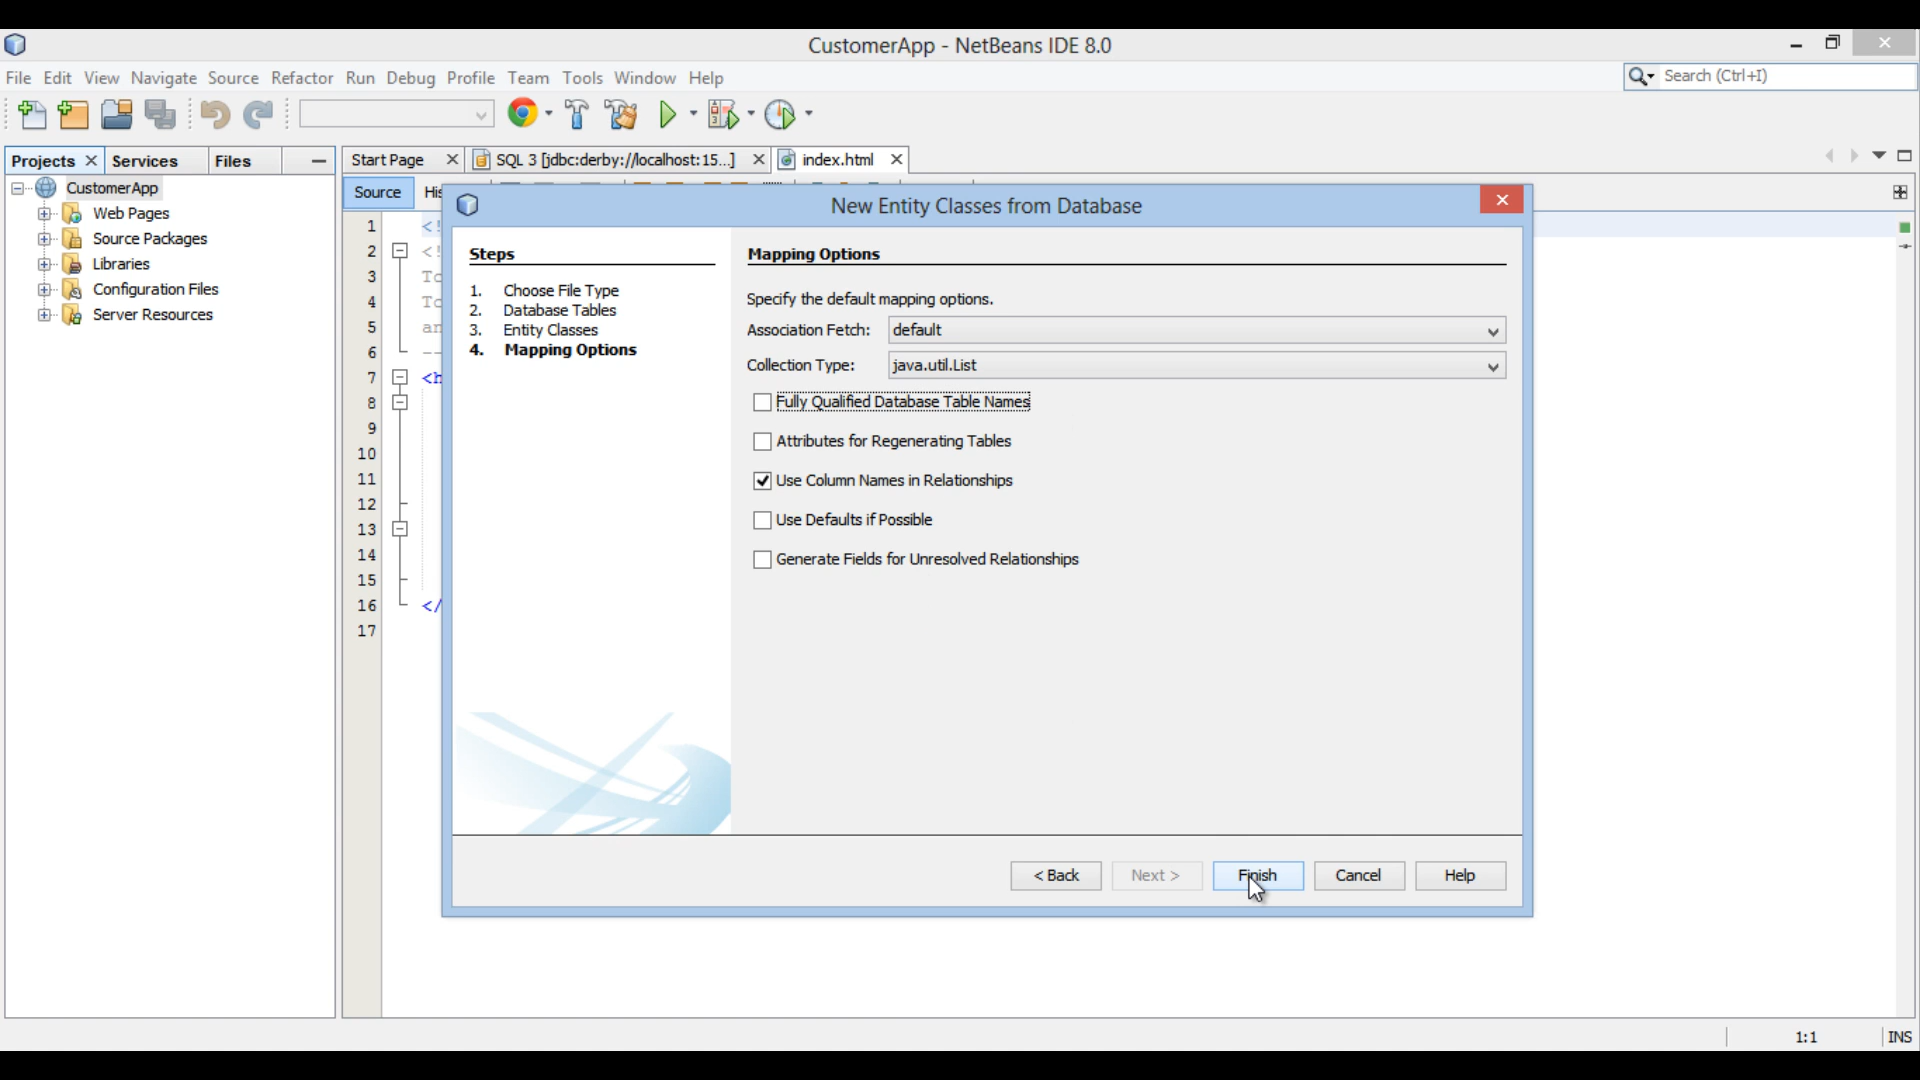 CustomerApp - NetBeans IDE 8.0
File Edit View Navigate Source Refactor Run Debug Profile Team Tools Window Help
Search (Ctrl+I)
Projects Services Files
Start Page SQL 3 [jdbc:derby://localhost:15...] index.html
CustomerApp
Web Pages
Source Packages
Libraries
Configuration Files
Server Resources
Source His
1 <!
2 <!
3 To
4 To
5 an
6 --
7 <h
8
9
10
11
12
13
14
15
16 </
17
New Entity Classes from Database
Steps
1. Choose File Type
2. Database Tables
3. Entity Classes
4. Mapping Options
Mapping Options
Specify the default mapping options.
Association Fetch: default
Collection Type: java.util.List
Fully Qualified Database Table Names
Attributes for Regenerating Tables
Use Column Names in Relationships
Use Defaults if Possible
Generate Fields for Unresolved Relationships
< Back Next > Finish Cancel Help
1:1 INS